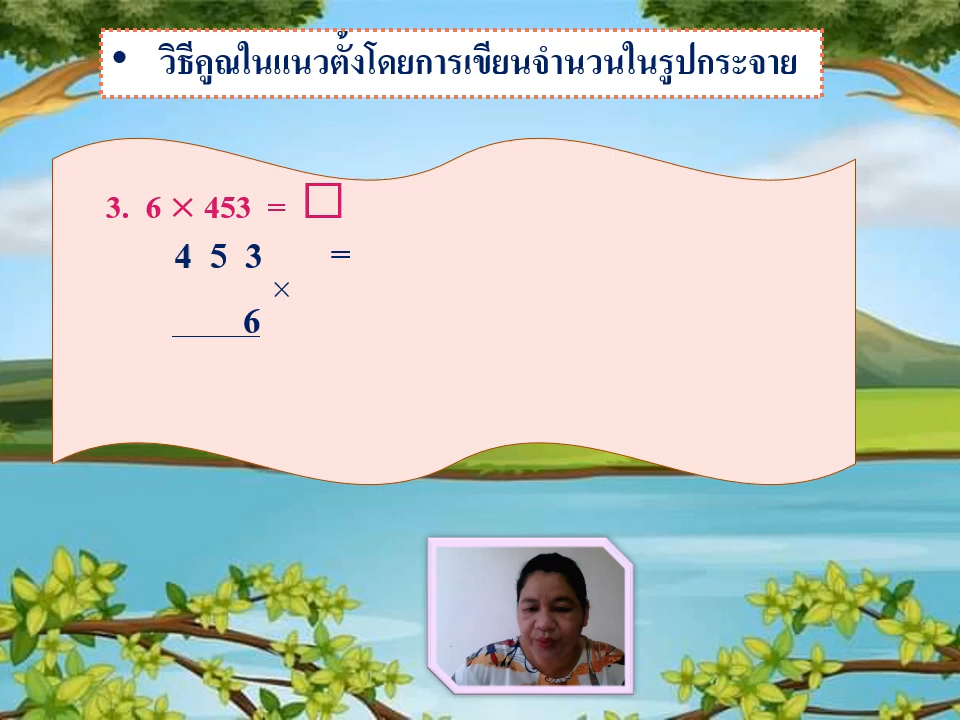 • วิธีคูณในแนวตั้งโดยการเขียนจำนวนในรูปกระจาย
3. 6 × 453 = □
4 5 3 =
×
6